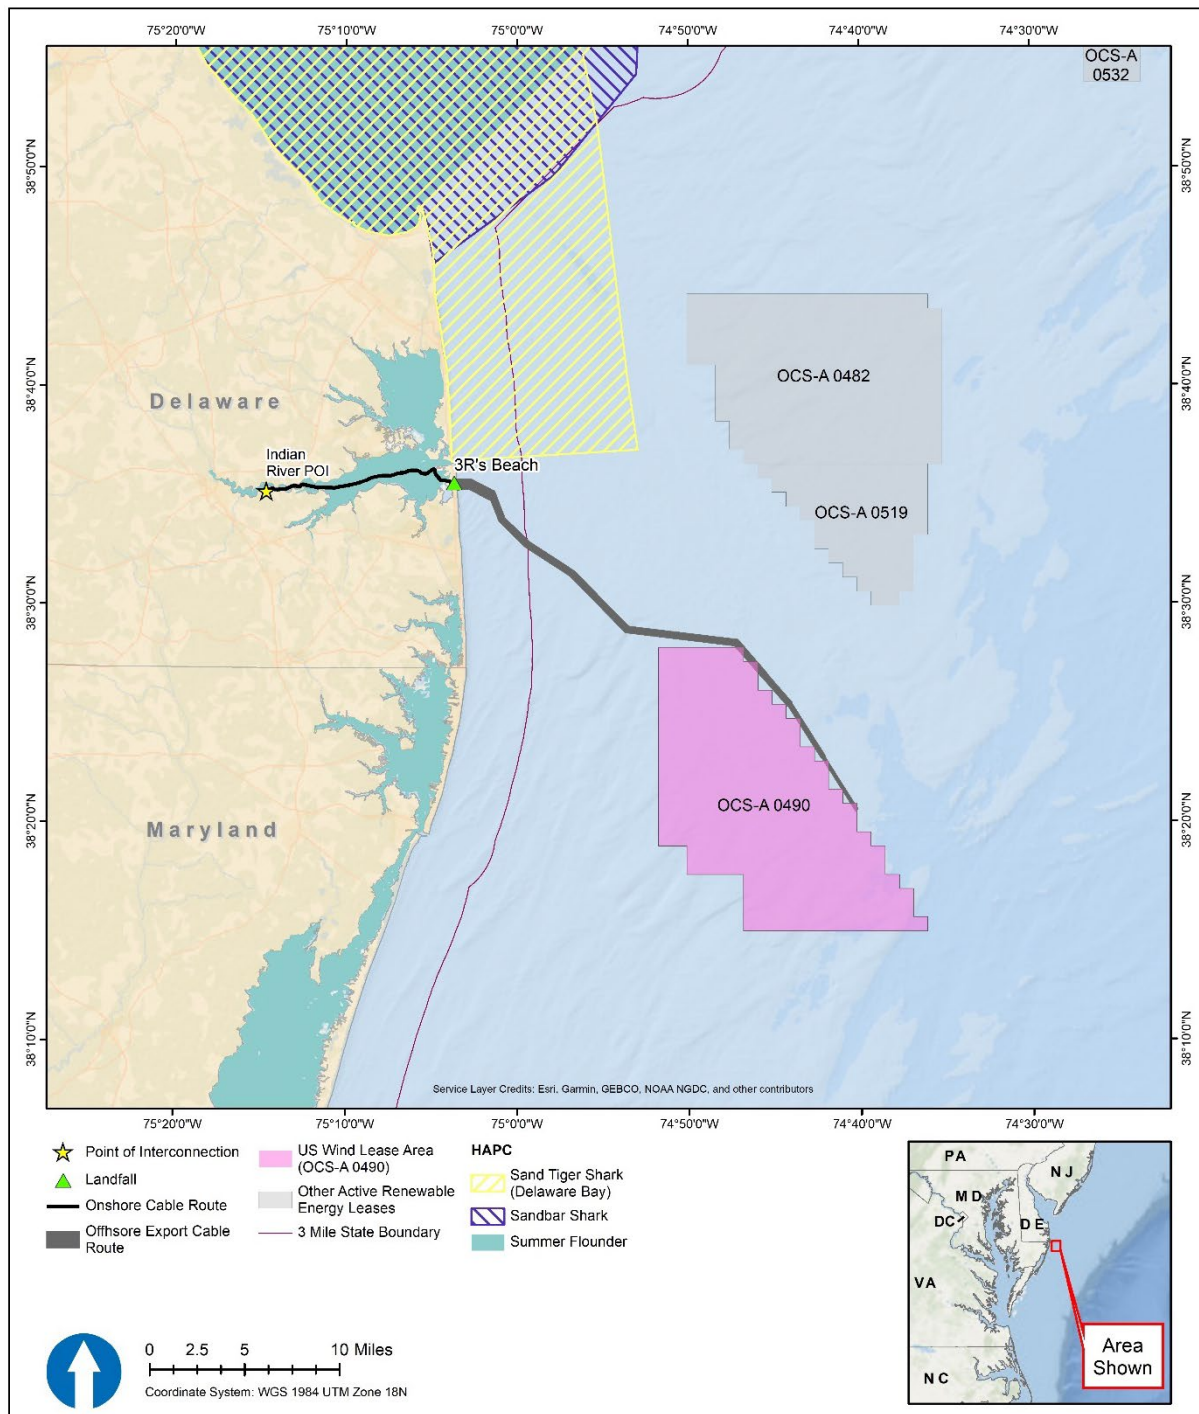 75°20'0"W
75°10'0"W
75°0'0"W
74°50'0"W
74°40'0"W
74°30'0"W
OCS-A
0532
38°50'0"N
38°50'0"N
OCS-A 0482
38°40'0"N
38°40'0"N
Delaware
Indian
River POI
3R's Beach
OCS-A 0519
38°30'0"N
38°30'0"N
OCS-A 0490
38°20'0"N
38°20'0"N
Maryland
38°10'0"N
38°10'0"N
Service Layer Credits: Esri, Garmin, GEBCO, NOAA NGDC, and other contributors
75°20'0"W
75°10'0"W
75°0'0"W
74°50'0"W
74°40'0"W
74°30'0"W
Point of Interconnection
Landfall
Onshore Cable Route
Offhsore Export Cable
Route
US Wind Lease Area
(OCS-A 0490)
Other Active Renewable
Energy Leases
3 Mile State Boundary
HAPC
Sand Tiger Shark
(Delaware Bay)
Sandbar Shark
Summer Flounder
0 2.5 5 10 Miles
Coordinate System: WGS 1984 UTM Zone 18N
PA
NJ
MD
DC
DE
VA
NC
Area
Shown